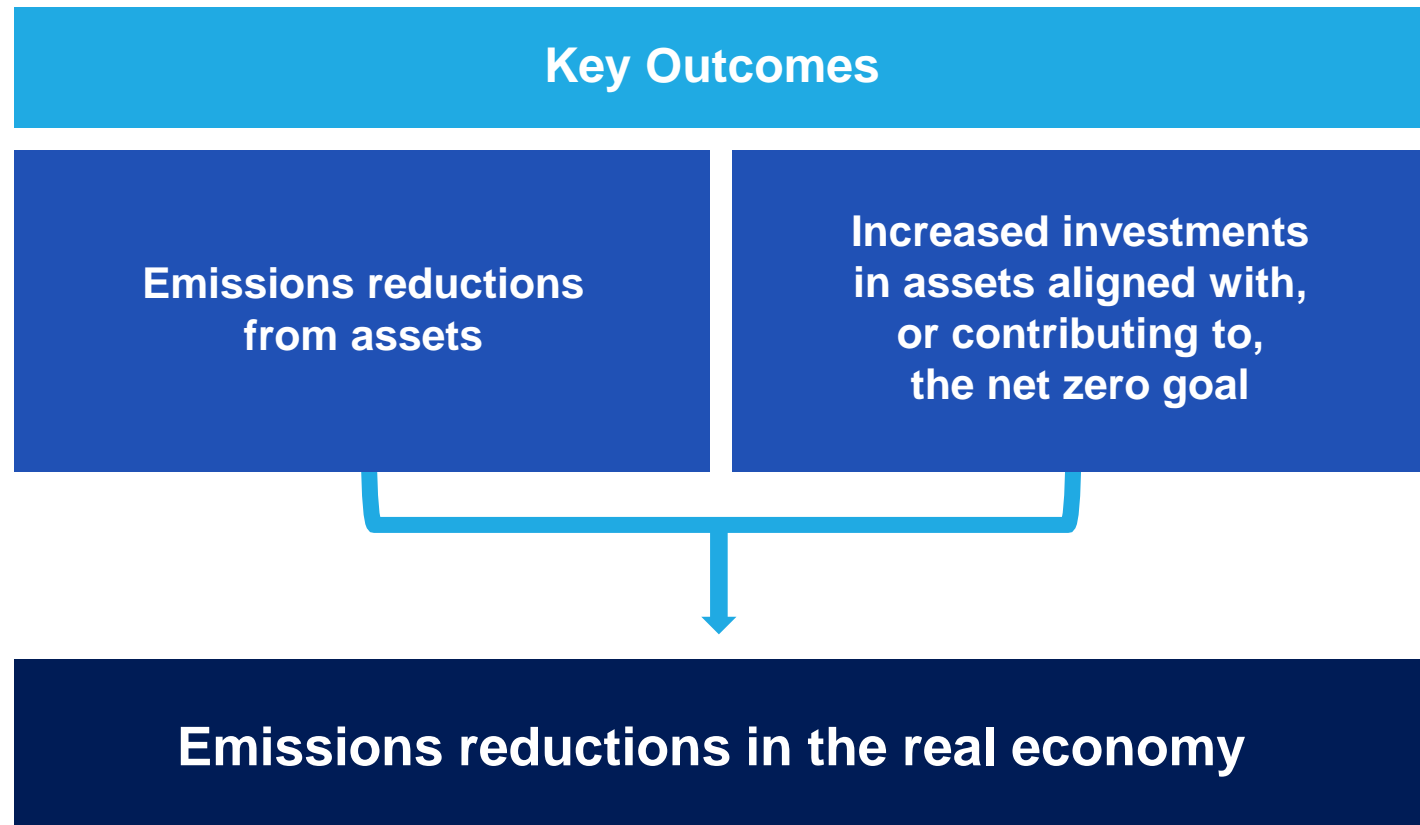 Key Outcomes
Emissions reductions
from assets
Increased investments
in assets aligned with,
or contributing to,
the net zero goal
Emissions reductions in the real economy